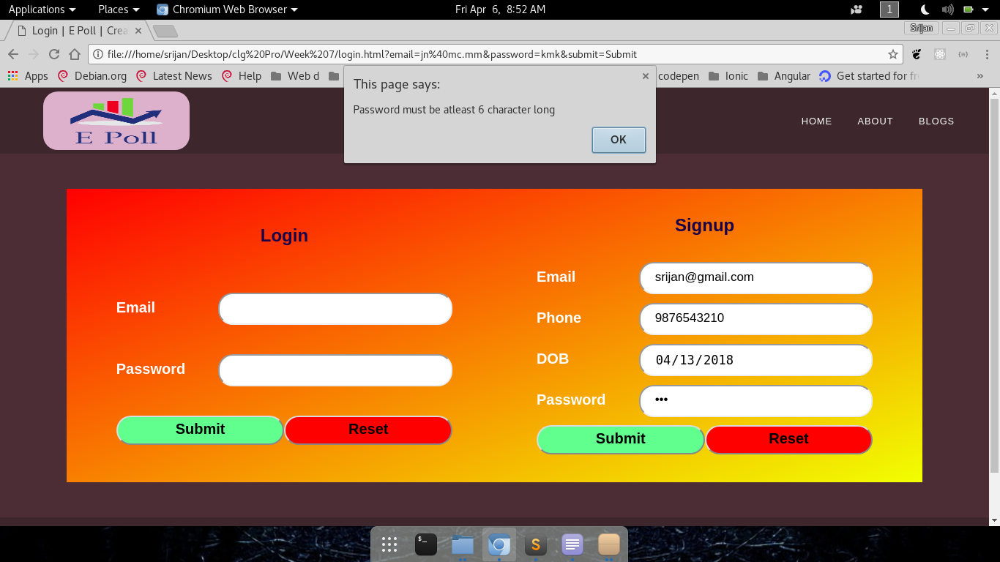 Applications Places Chromium Web Browser Fri Apr 6, 8:52 AM 1
Login | E Poll | Crea Srijan
file:///home/srijan/Desktop/clg%20Pro/Week%207/login.html?email=jn%40mc.mm&password=kmk&submit=Submit
Apps Debian.org Latest News Help Web d codepen Ionic Angular Get started for fr
This page says:
Password must be atleast 6 character long
OK
E Poll
HOME ABOUT BLOGS
Login
Email
Password
Submit Reset
Signup
Email srijan@gmail.com
Phone 9876543210
DOB 04/13/2018
Password •••
Submit Reset